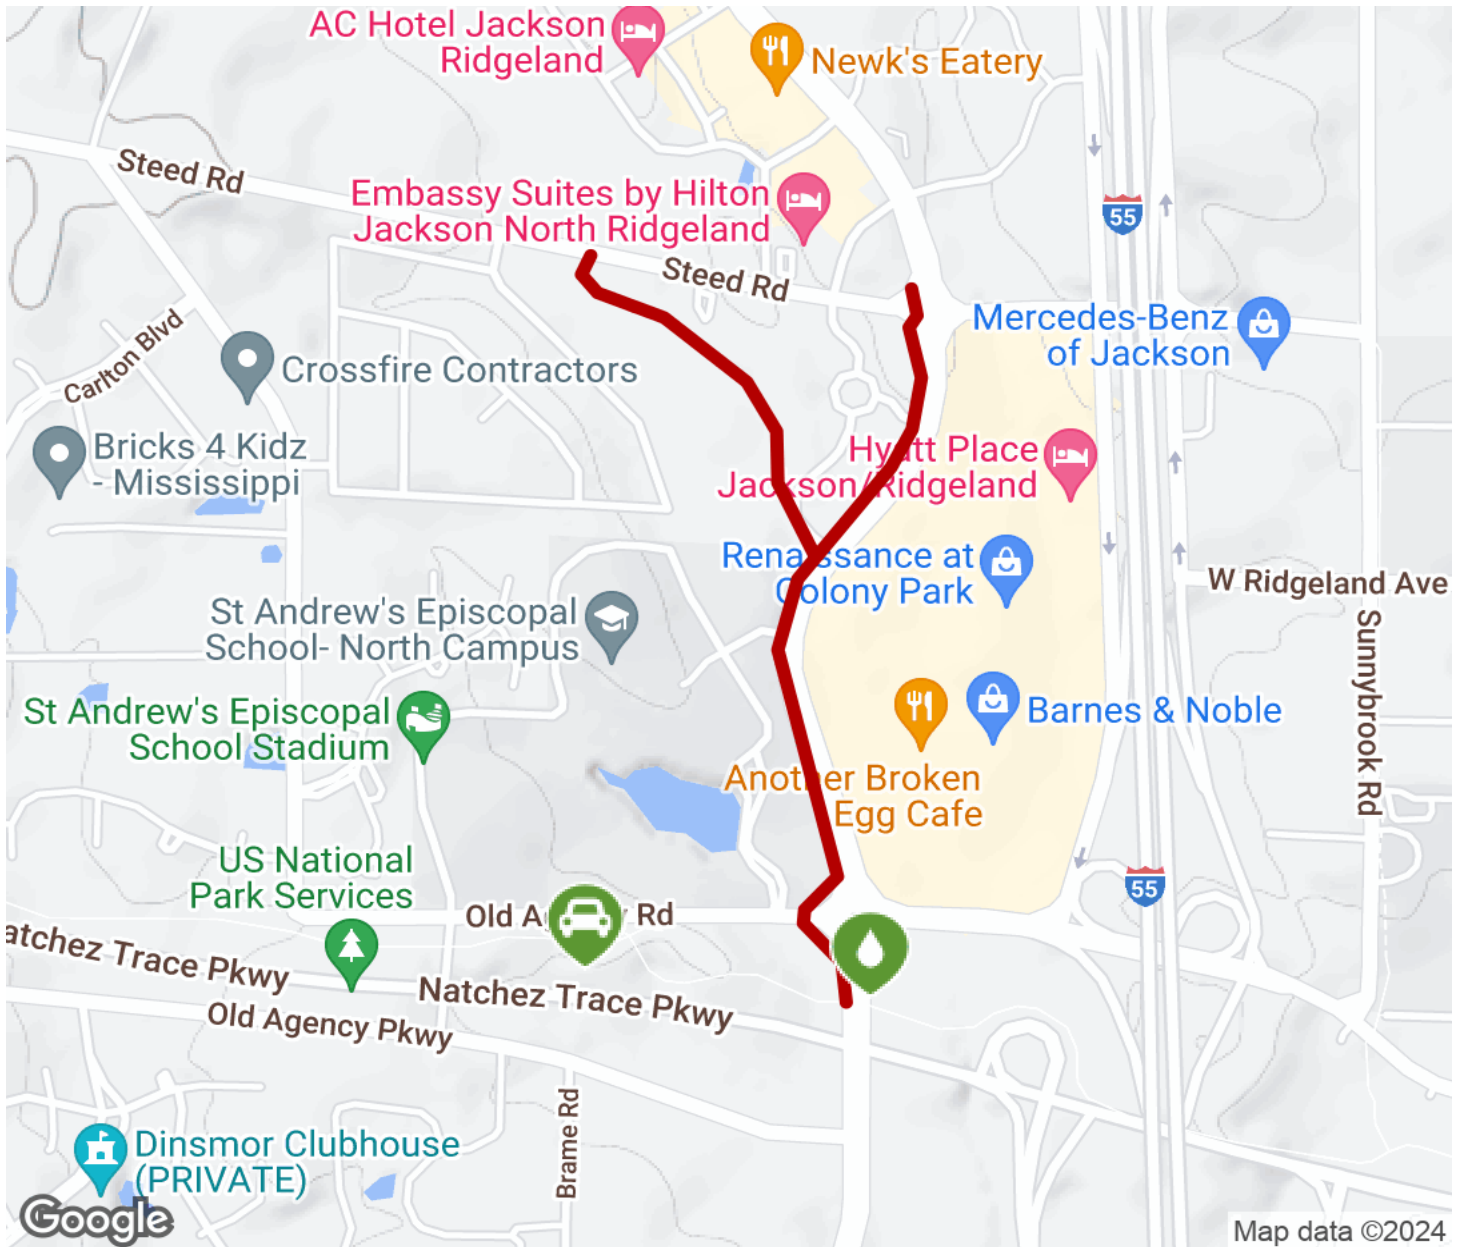 AC Hotel Jackson
Ridgeland
Newk's Eatery
Steed Rd
Embassy Suites by Hilton
Jackson North Ridgeland
55
Steed Rd
Mercedes-Benz
of Jackson
Carlton Blvd
Crossfire Contractors
Bricks 4 Kidz
- Mississippi
Hyatt Place
Jackson/Ridgeland
Renaissance at
Colony Park
W Ridgeland Ave
St Andrew's Episcopal
School- North Campus
Sunnybrook Rd
St Andrew's Episcopal
School Stadium
Barnes & Noble
Another Broken
Egg Cafe
US National
Park Services
55
Old Agency Rd
atchez Trace Pkwy
Natchez Trace Pkwy
Old Agency Pkwy
Brame Rd
Dinsmor Clubhouse
(PRIVATE)
Google
Map data ©2024